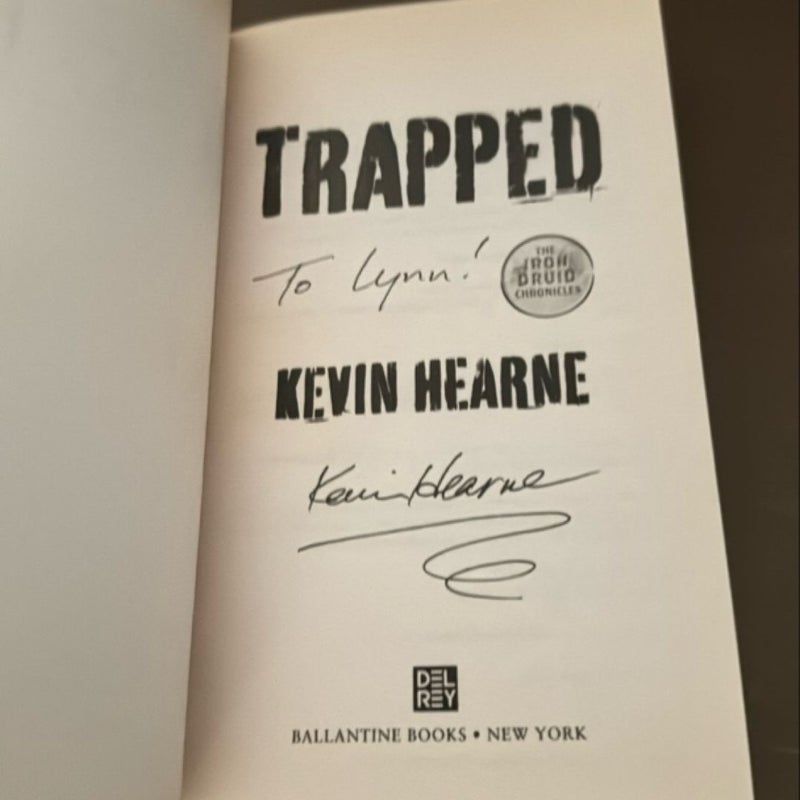 TRAPPED
To Lynn!
THE
IRON
DRUID
CHRONICLES
KEVIN HEARNE
Kevin Hearne
DEL
REY
BALLANTINE BOOKS • NEW YORK